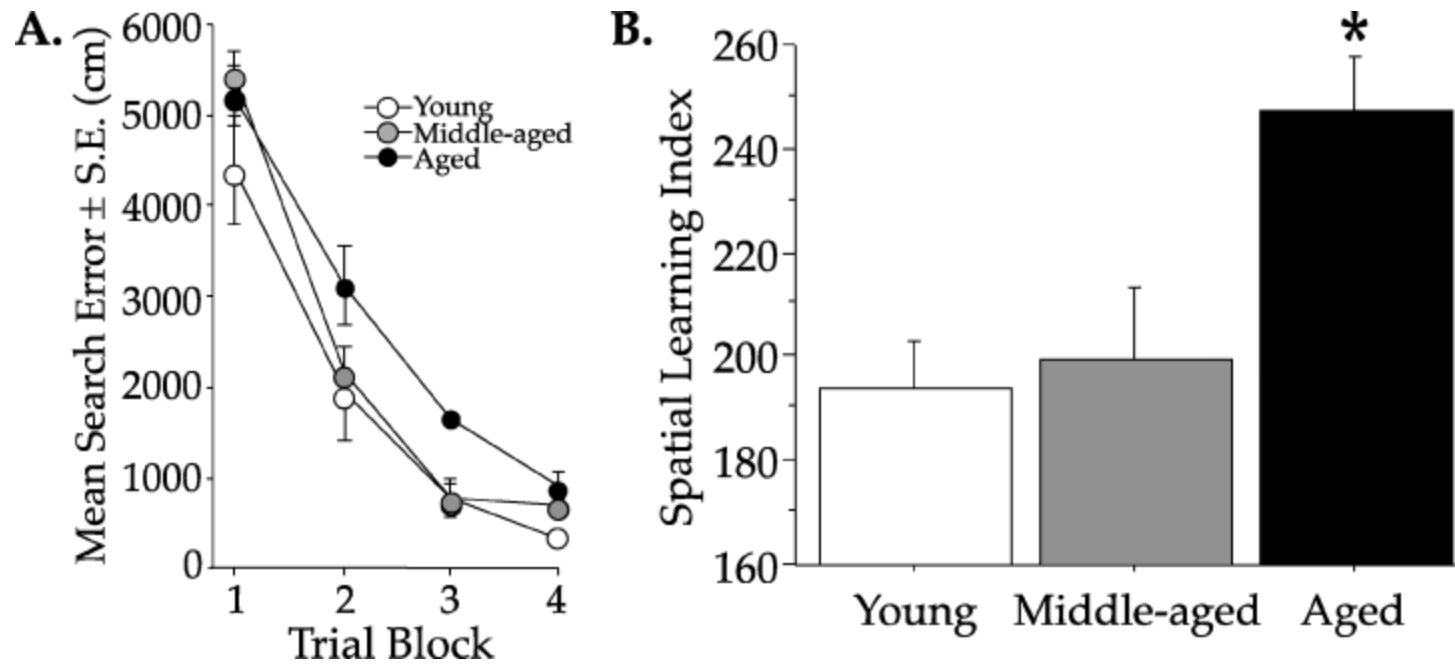 A.
Mean Search Error ± S.E. (cm)
6000
5000
4000
3000
2000
1000
0
Young
Middle-aged
Aged
1 2 3 4
Trial Block
B.
Spatial Learning Index
260
240
220
200
180
160
*
Young Middle-aged Aged